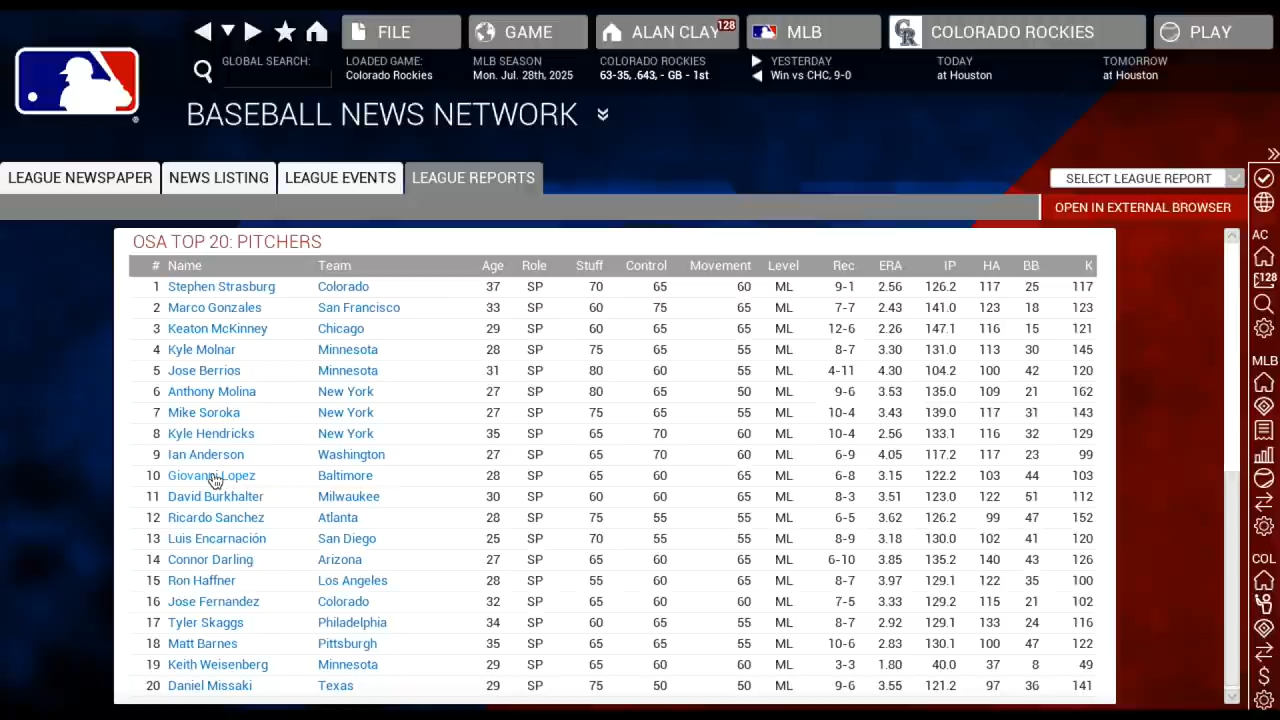 FILE GAME ALAN CLAY 128 MLB COLORADO ROCKIES PLAY
GLOBAL SEARCH: LOADED GAME: MLB SEASON COLORADO ROCKIES YESTERDAY TODAY TOMORROW
Colorado Rockies Mon. Jul. 28th, 2025 63-35, .643, - GB - 1st Win vs CHC, 9-0 at Houston at Houston
BASEBALL NEWS NETWORK
LEAGUE NEWSPAPER NEWS LISTING LEAGUE EVENTS LEAGUE REPORTS SELECT LEAGUE REPORT
OPEN IN EXTERNAL BROWSER
OSA TOP 20: PITCHERS
# Name Team Age Role Stuff Control Movement Level Rec ERA IP HA BB K
1 Stephen Strasburg Colorado 37 SP 70 65 60 ML 9-1 2.56 126.2 117 25 117
2 Marco Gonzales San Francisco 33 SP 60 75 65 ML 7-7 2.43 141.0 123 18 123
3 Keaton McKinney Chicago 29 SP 60 65 65 ML 12-6 2.26 147.1 116 15 121
4 Kyle Molnar Minnesota 28 SP 75 65 55 ML 8-7 3.30 131.0 113 30 145
5 Jose Berrios Minnesota 31 SP 80 60 55 ML 4-11 4.30 104.2 100 42 120
6 Anthony Molina New York 27 SP 80 65 50 ML 9-6 3.53 135.0 109 21 162
7 Mike Soroka New York 27 SP 75 65 55 ML 10-4 3.43 139.0 117 31 143
8 Kyle Hendricks New York 35 SP 65 70 60 ML 10-4 2.56 133.1 116 32 129
9 Ian Anderson Washington 27 SP 65 70 60 ML 6-9 4.05 117.2 117 23 99
10 Lopez Baltimore 28 SP 65 60 65 ML 6-8 3.15 122.2 103 44 103
11 David Burkhalter Milwaukee 30 SP 60 60 65 ML 8-3 3.51 123.0 122 51 112
12 Ricardo Sanchez Atlanta 28 SP 75 55 55 ML 6-5 3.62 126.2 99 47 152
13 Luis Encarnación San Diego 25 SP 70 55 55 ML 8-9 3.18 130.0 102 41 120
14 Connor Darling Arizona 27 SP 65 60 60 ML 6-10 3.85 135.2 140 43 126
15 Ron Haffner Los Angeles 28 SP 55 60 65 ML 8-7 3.97 129.1 122 35 100
16 Jose Fernandez Colorado 32 SP 65 60 60 ML 7-5 3.33 129.2 115 21 102
17 Tyler Skaggs Philadelphia 34 SP 60 65 60 ML 8-7 2.92 129.1 133 24 116
18 Matt Barnes Pittsburgh 35 SP 65 65 55 ML 10-6 2.83 130.1 100 47 122
19 Keith Weisenberg Minnesota 29 SP 65 60 60 ML 3-3 1.80 40.0 37 8 49
20 Daniel Missaki Texas 29 SP 75 50 50 ML 9-6 3.55 121.2 97 36 141
AC
128
MLB
COL